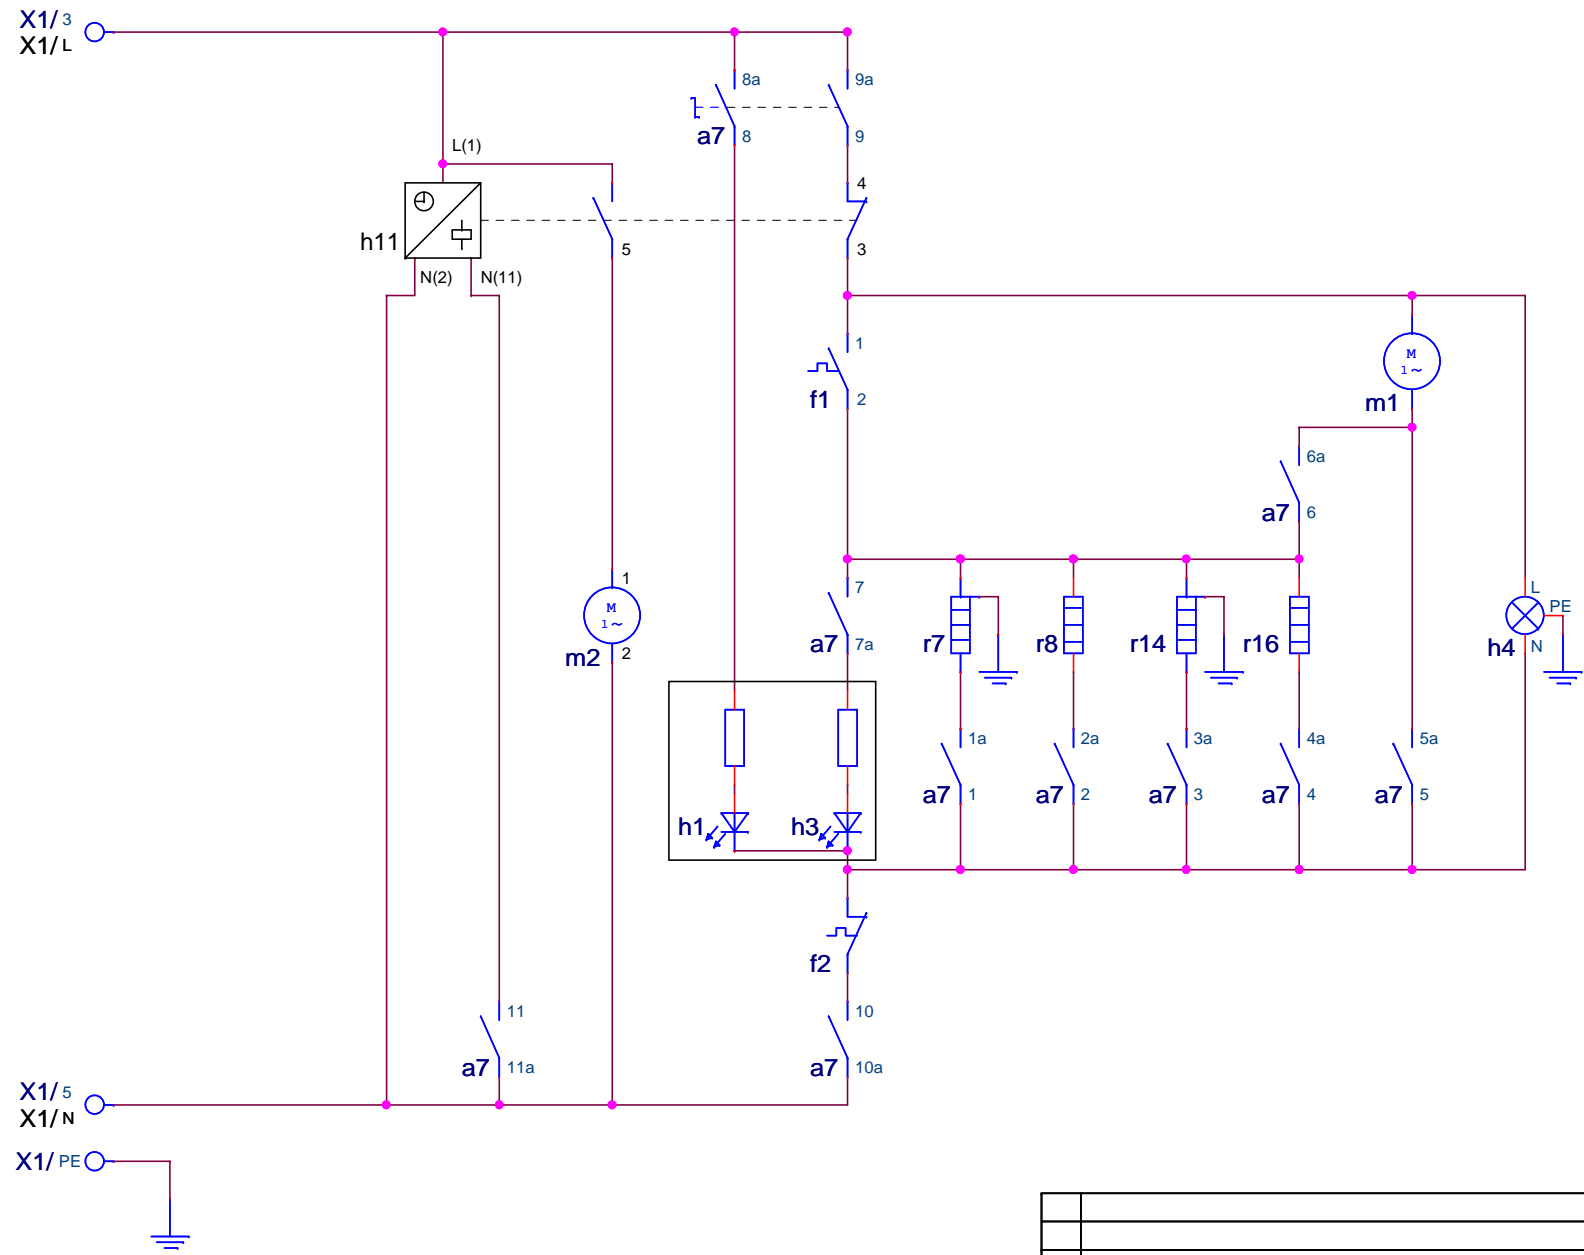 X1/ 3
X1/ L
8a
9a
a7
8
9
L(1)
4
h11
5
3
N(2)
N(11)
1
f1
2
M
1~
m1
6a
a7
6
1
M
1~
m2
2
7
a7
7a
r7
r8
r14
r16
L
PE
h4
N
1a
2a
3a
4a
5a
a7
1
a7
2
a7
3
a7
4
a7
5
h1
h3
f2
11
a7
11a
10
a7
10a
X1/ 5
X1/ N
X1/ PE